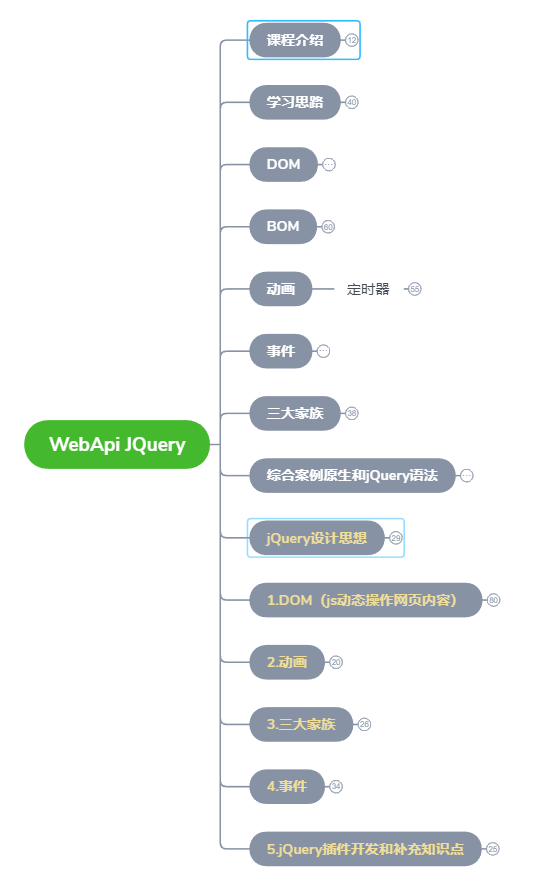 课程介绍 12
学习思路 40
DOM ...
BOM 60
动画 定时器 55
事件 ...
三大家族 38
WebApi JQuery
综合案例原生和jQuery语法 ...
jQuery设计思想 29
1.DOM（js动态操作网页内容） 80
2.动画 20
3.三大家族 26
4.事件 34
5.jQuery插件开发和补充知识点 25